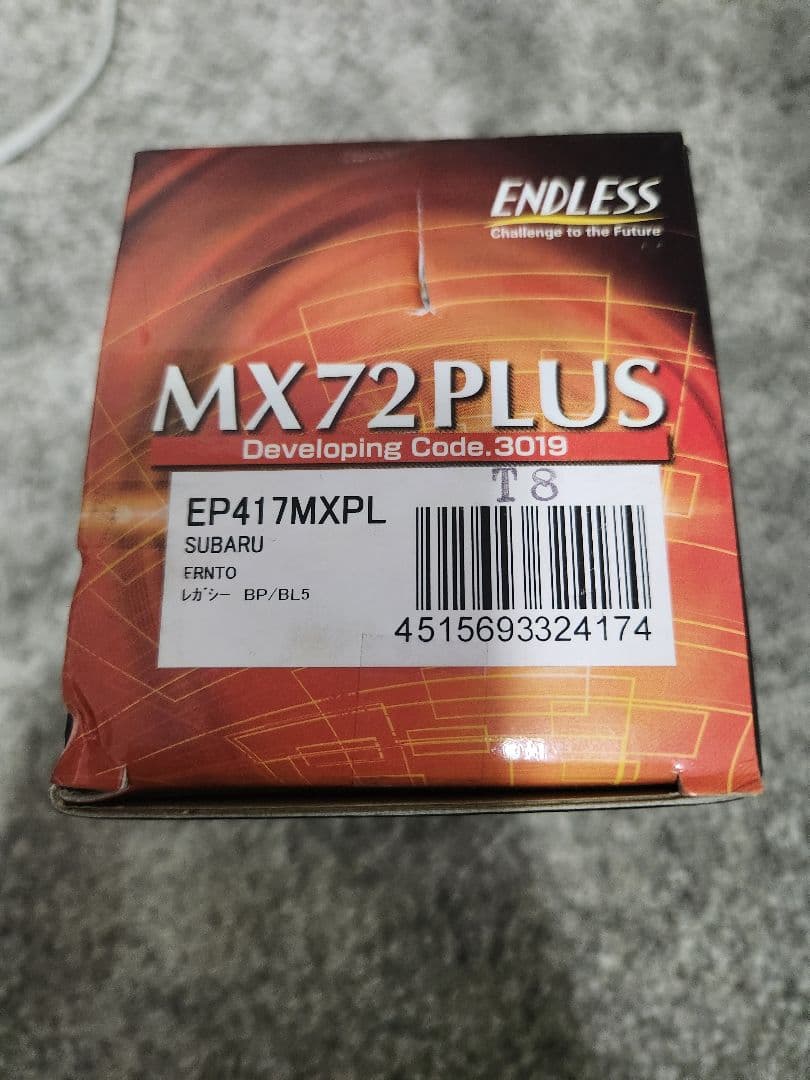 ENDLESS
Challenge to the Future
MX72PLUS
Developing Code.3019
T8
EP417MXPL
SUBARU
FRNTO
ﾚｶﾞｼー BP/BL5
4515693324174